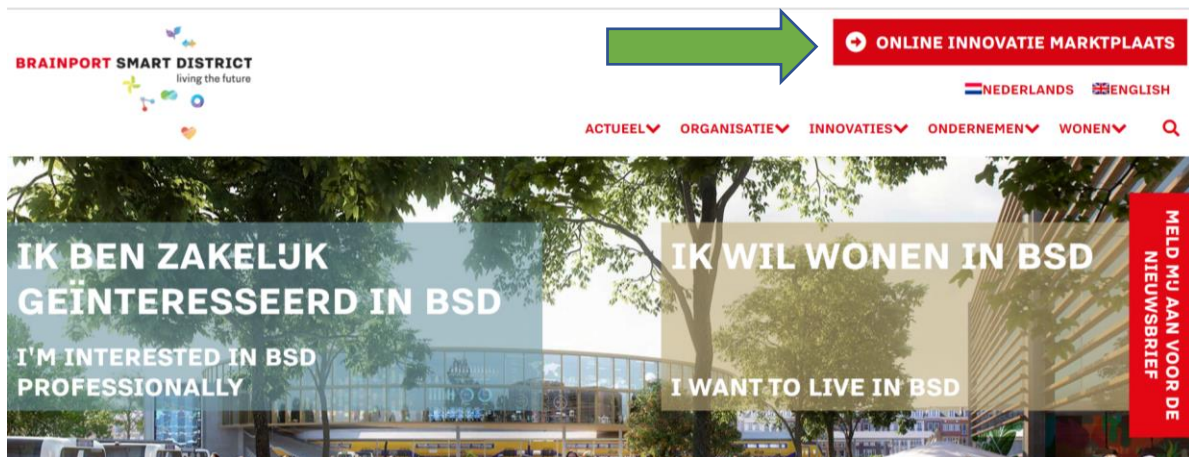 BRAINPORT SMART DISTRICT
living the future
ONLINE INNOVATIE MARKTPLAATS
NEDERLANDS ENGLISH
ACTUEEL ORGANISATIE INNOVATIES ONDERNEMEN WONEN
IK BEN ZAKELIJK
GEÏNTERESSEERD IN BSD
I'M INTERESTED IN BSD
PROFESSIONALLY
IK WIL WONEN IN BSD
I WANT TO LIVE IN BSD
MELD MIJ AAN VOOR DE
NIEUWSBRIEF